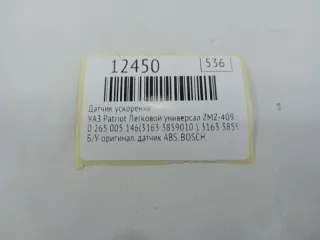 12450 536
Датчик ускорения
УАЗ Patriot Легковой универсал ZMZ-409.
0 265 005 146(3163-3859010 ), 3163-3859
Б/У оригинал. датчик ABS. BOSCH